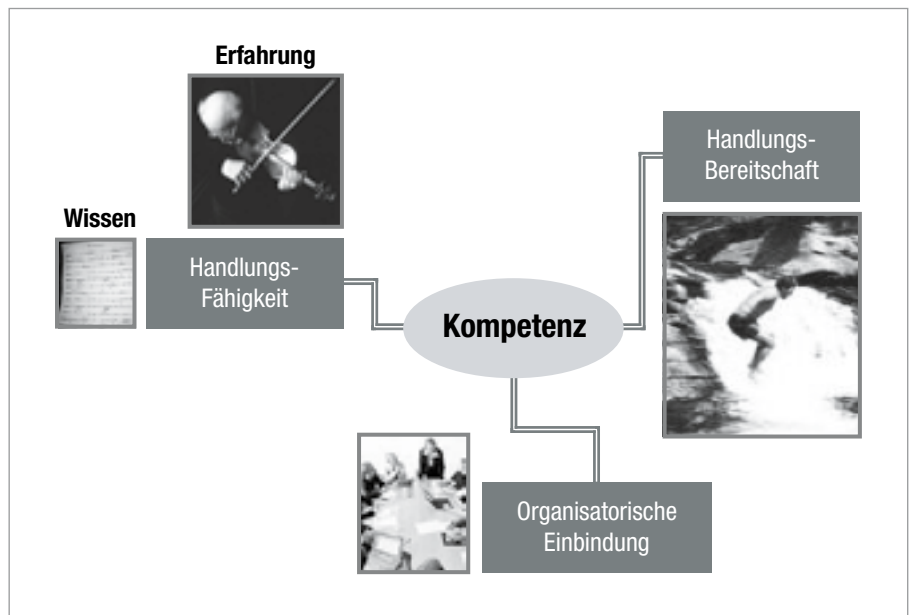 Erfahrung
Wissen
Handlungs-
Fähigkeit
Kompetenz
Handlungs-
Bereitschaft
Organisatorische
Einbindung